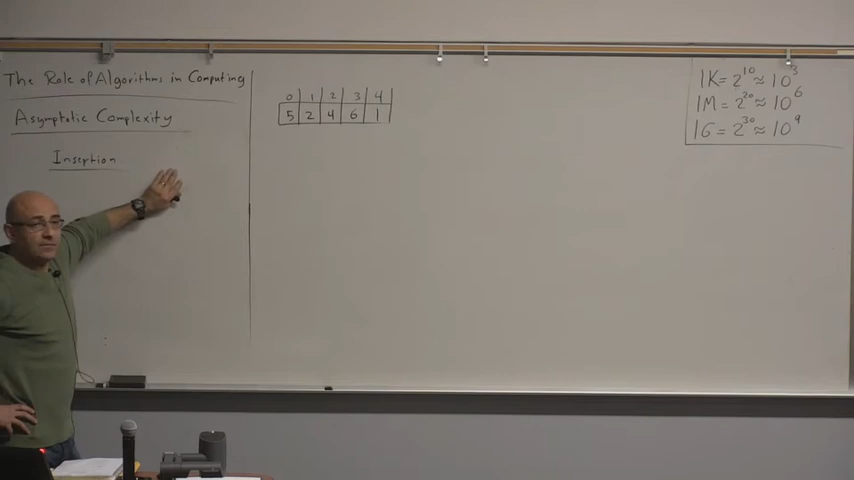 The Role of Algorithms in Computing
Asymptotic Complexity
Insertion
0 1 2 3 4
5 2 4 6 1
1K = 2^10 ≈ 10^3
1M = 2^20 ≈ 10^6
1G = 2^30 ≈ 10^9